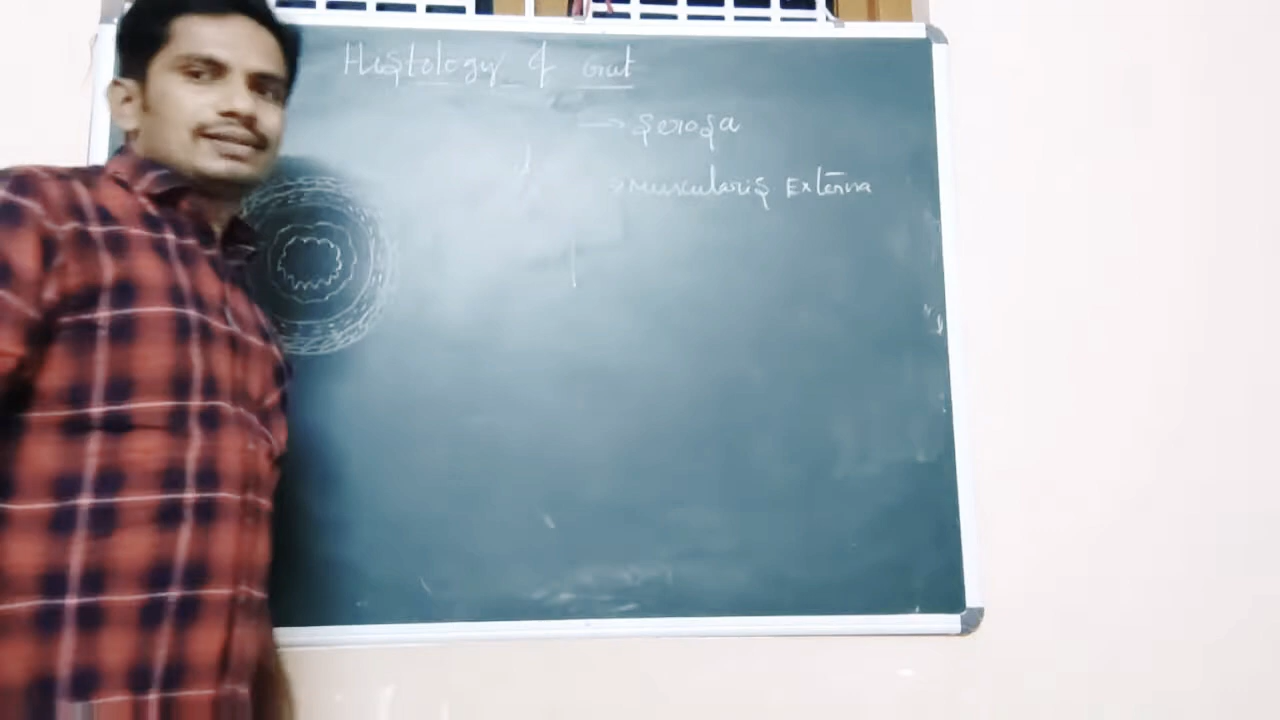 Histology of Gut
→ Serosa
→ Muscularis Externa